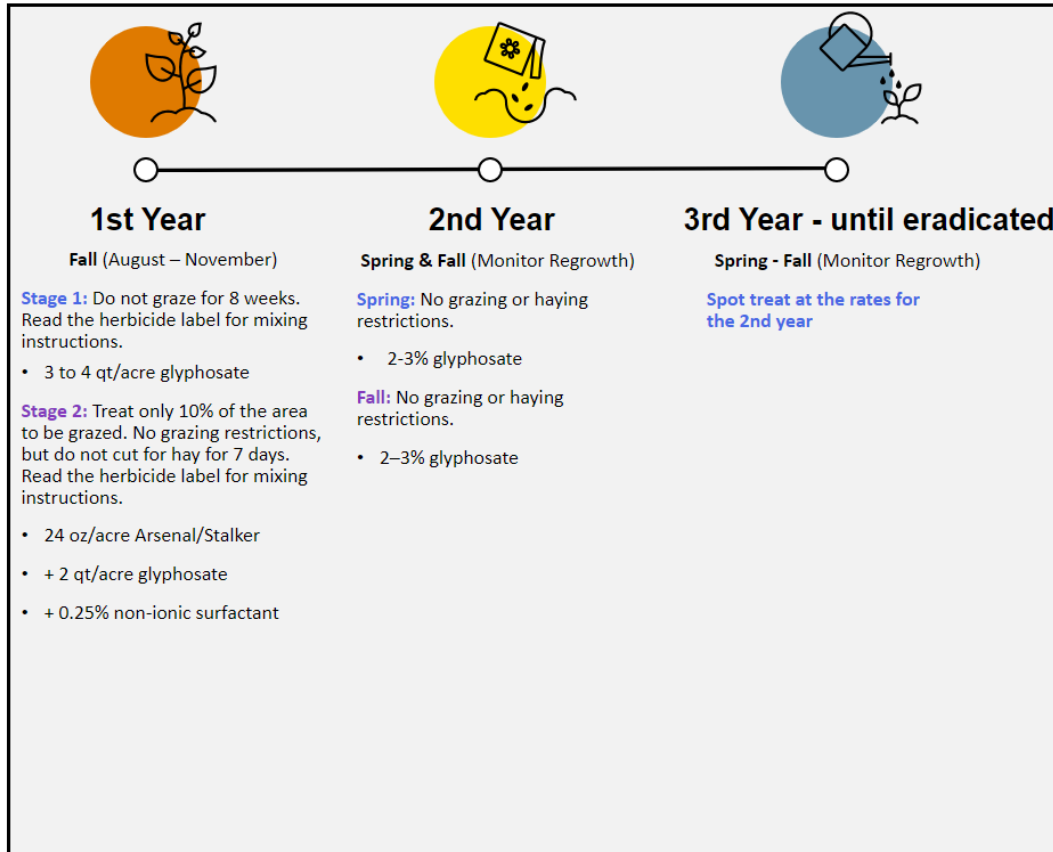 1st Year
Fall (August – November)
Stage 1: Do not graze for 8 weeks.
Read the herbicide label for mixing
instructions.
• 3 to 4 qt/acre glyphosate
Stage 2: Treat only 10% of the area
to be grazed. No grazing restrictions,
but do not cut for hay for 7 days.
Read the herbicide label for mixing
instructions.
• 24 oz/acre Arsenal/Stalker
• + 2 qt/acre glyphosate
• + 0.25% non-ionic surfactant
2nd Year
Spring & Fall (Monitor Regrowth)
Spring: No grazing or haying
restrictions.
• 2-3% glyphosate
Fall: No grazing or haying
restrictions.
• 2–3% glyphosate
3rd Year - until eradicated
Spring - Fall (Monitor Regrowth)
Spot treat at the rates for
the 2nd year